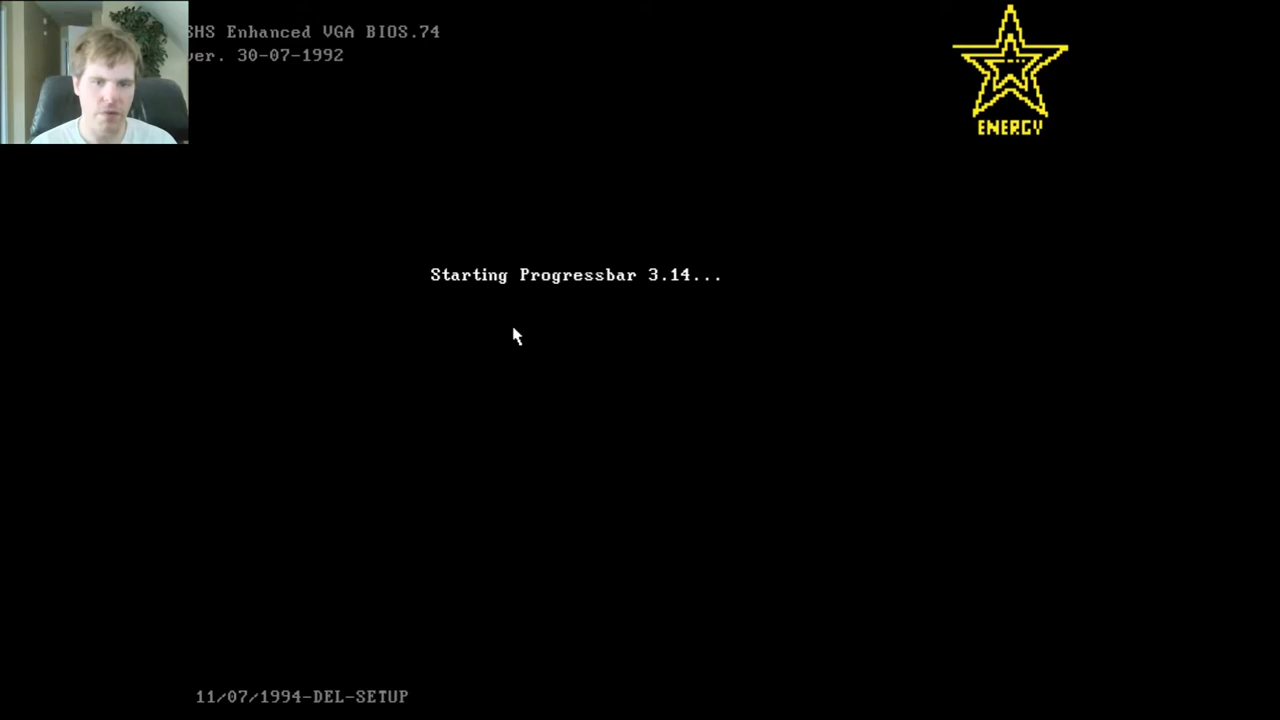 SHS Enhanced VGA BIOS.74
ver. 30-07-1992
ENERGY
Starting Progressbar 3.14...
11/07/1994-DEL-SETUP